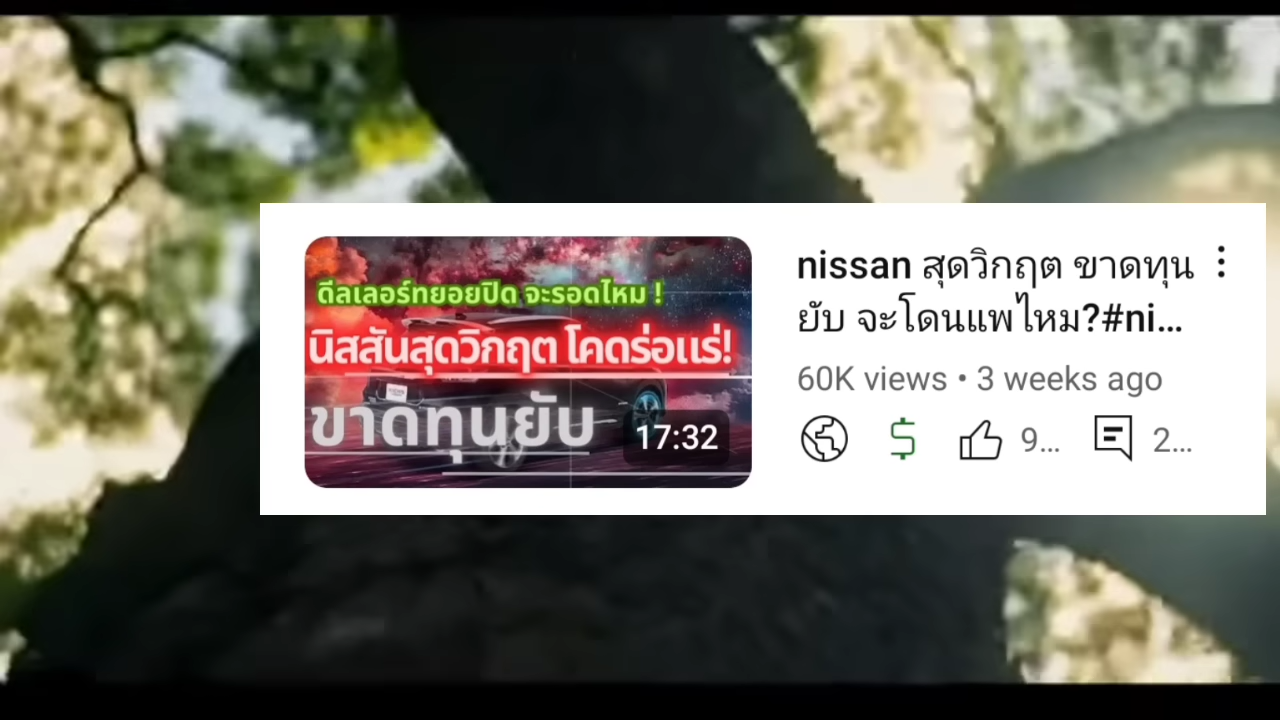 ดีลเลอร์ทยอยปิด จะรอดไหม !
นิสสันสุดวิกฤต โคดร่อแร่!
ขาดทุนยับ
17:32
nissan สุดวิกฤต ขาดทุน
ยับ จะโดนแพไหม?#ni...
60K views • 3 weeks ago
9... 2...